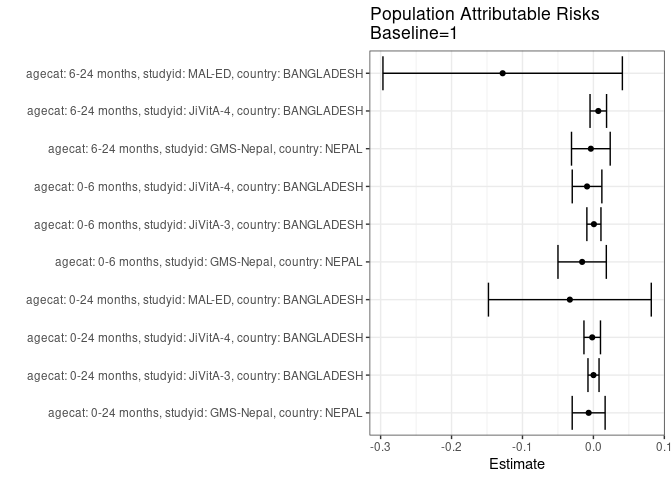 Population Attributable Risks
Baseline=1
agecat: 6-24 months, studyid: MAL-ED, country: BANGLADESH
agecat: 6-24 months, studyid: JiVitA-4, country: BANGLADESH
agecat: 6-24 months, studyid: GMS-Nepal, country: NEPAL
agecat: 0-6 months, studyid: JiVitA-4, country: BANGLADESH
agecat: 0-6 months, studyid: JiVitA-3, country: BANGLADESH
agecat: 0-6 months, studyid: GMS-Nepal, country: NEPAL
agecat: 0-24 months, studyid: MAL-ED, country: BANGLADESH
agecat: 0-24 months, studyid: JiVitA-4, country: BANGLADESH
agecat: 0-24 months, studyid: JiVitA-3, country: BANGLADESH
agecat: 0-24 months, studyid: GMS-Nepal, country: NEPAL
-0.3 -0.2 -0.1 0.0 0.1
Estimate